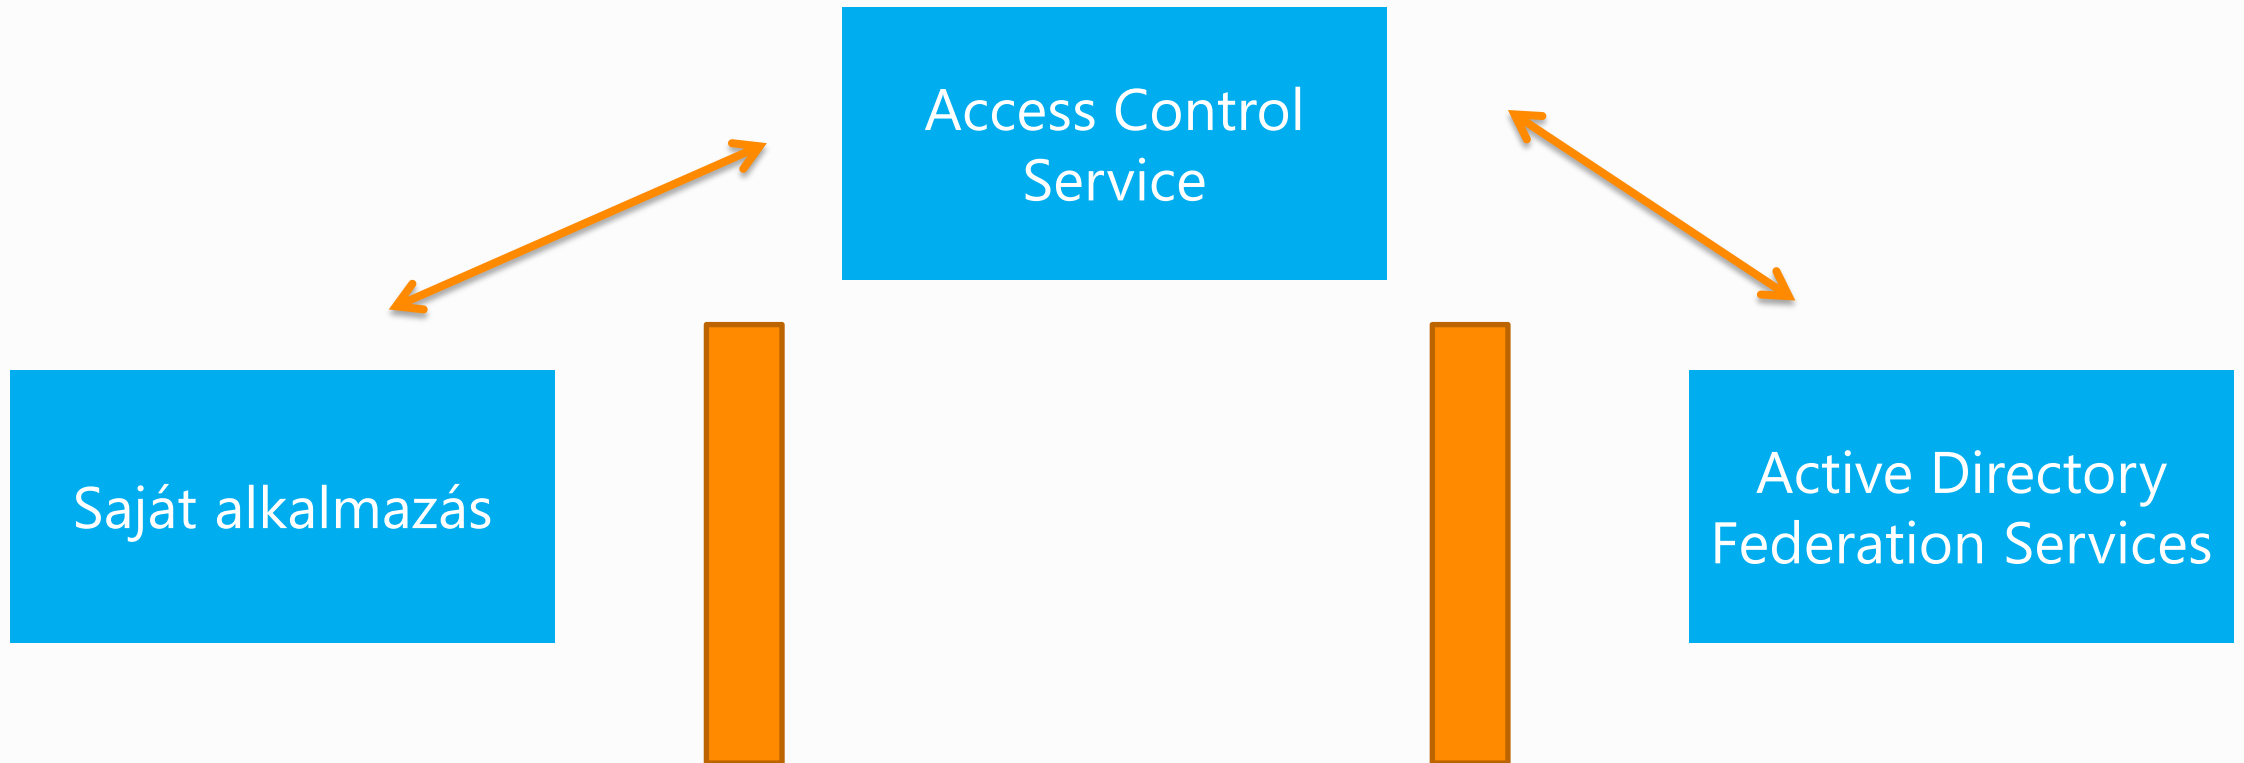 Access Control
Service
Saját alkalmazás
Active Directory
Federation Services